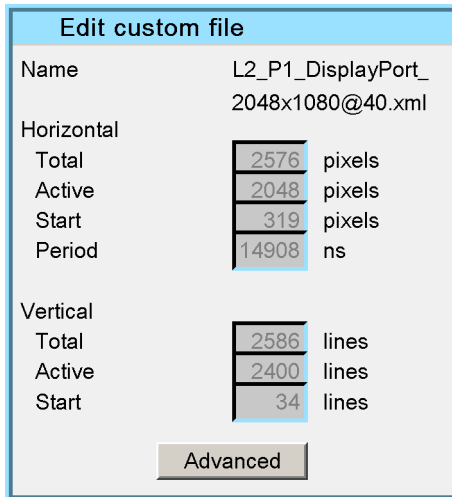 Edit custom file
Name L2_P1_DisplayPort_
2048x1080@40.xml
Horizontal
Total 2576 pixels
Active 2048 pixels
Start 319 pixels
Period 14908 ns
Vertical
Total 2586 lines
Active 2400 lines
Start 34 lines
Advanced